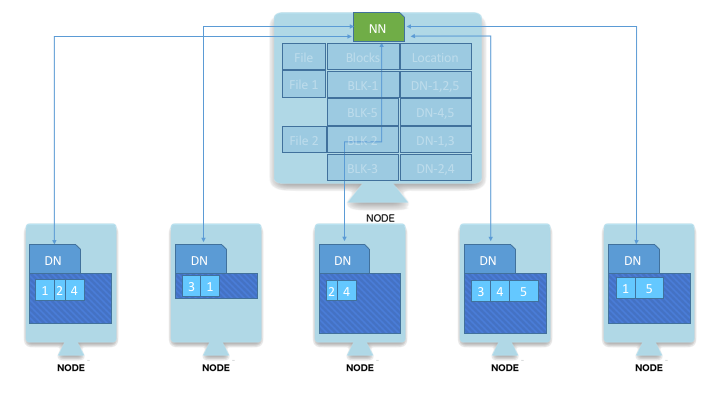 NN
File Blocks Location
File 1 BLK-1 DN-1,2,5
BLK-5 DN-4,5
File 2 BLK-2 DN-1,3
BLK-3 DN-2,4
NODE
DN DN DN DN DN
1 2 4 3 1 2 4 3 4 5 1 5
NODE NODE NODE NODE NODE